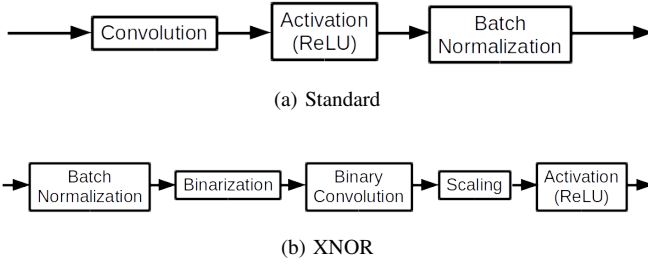 Convolution
Activation
(ReLU)
Batch
Normalization
(a) Standard
Batch
Normalization
Binarization
Binary
Convolution
Scaling
Activation
(ReLU)
(b) XNOR